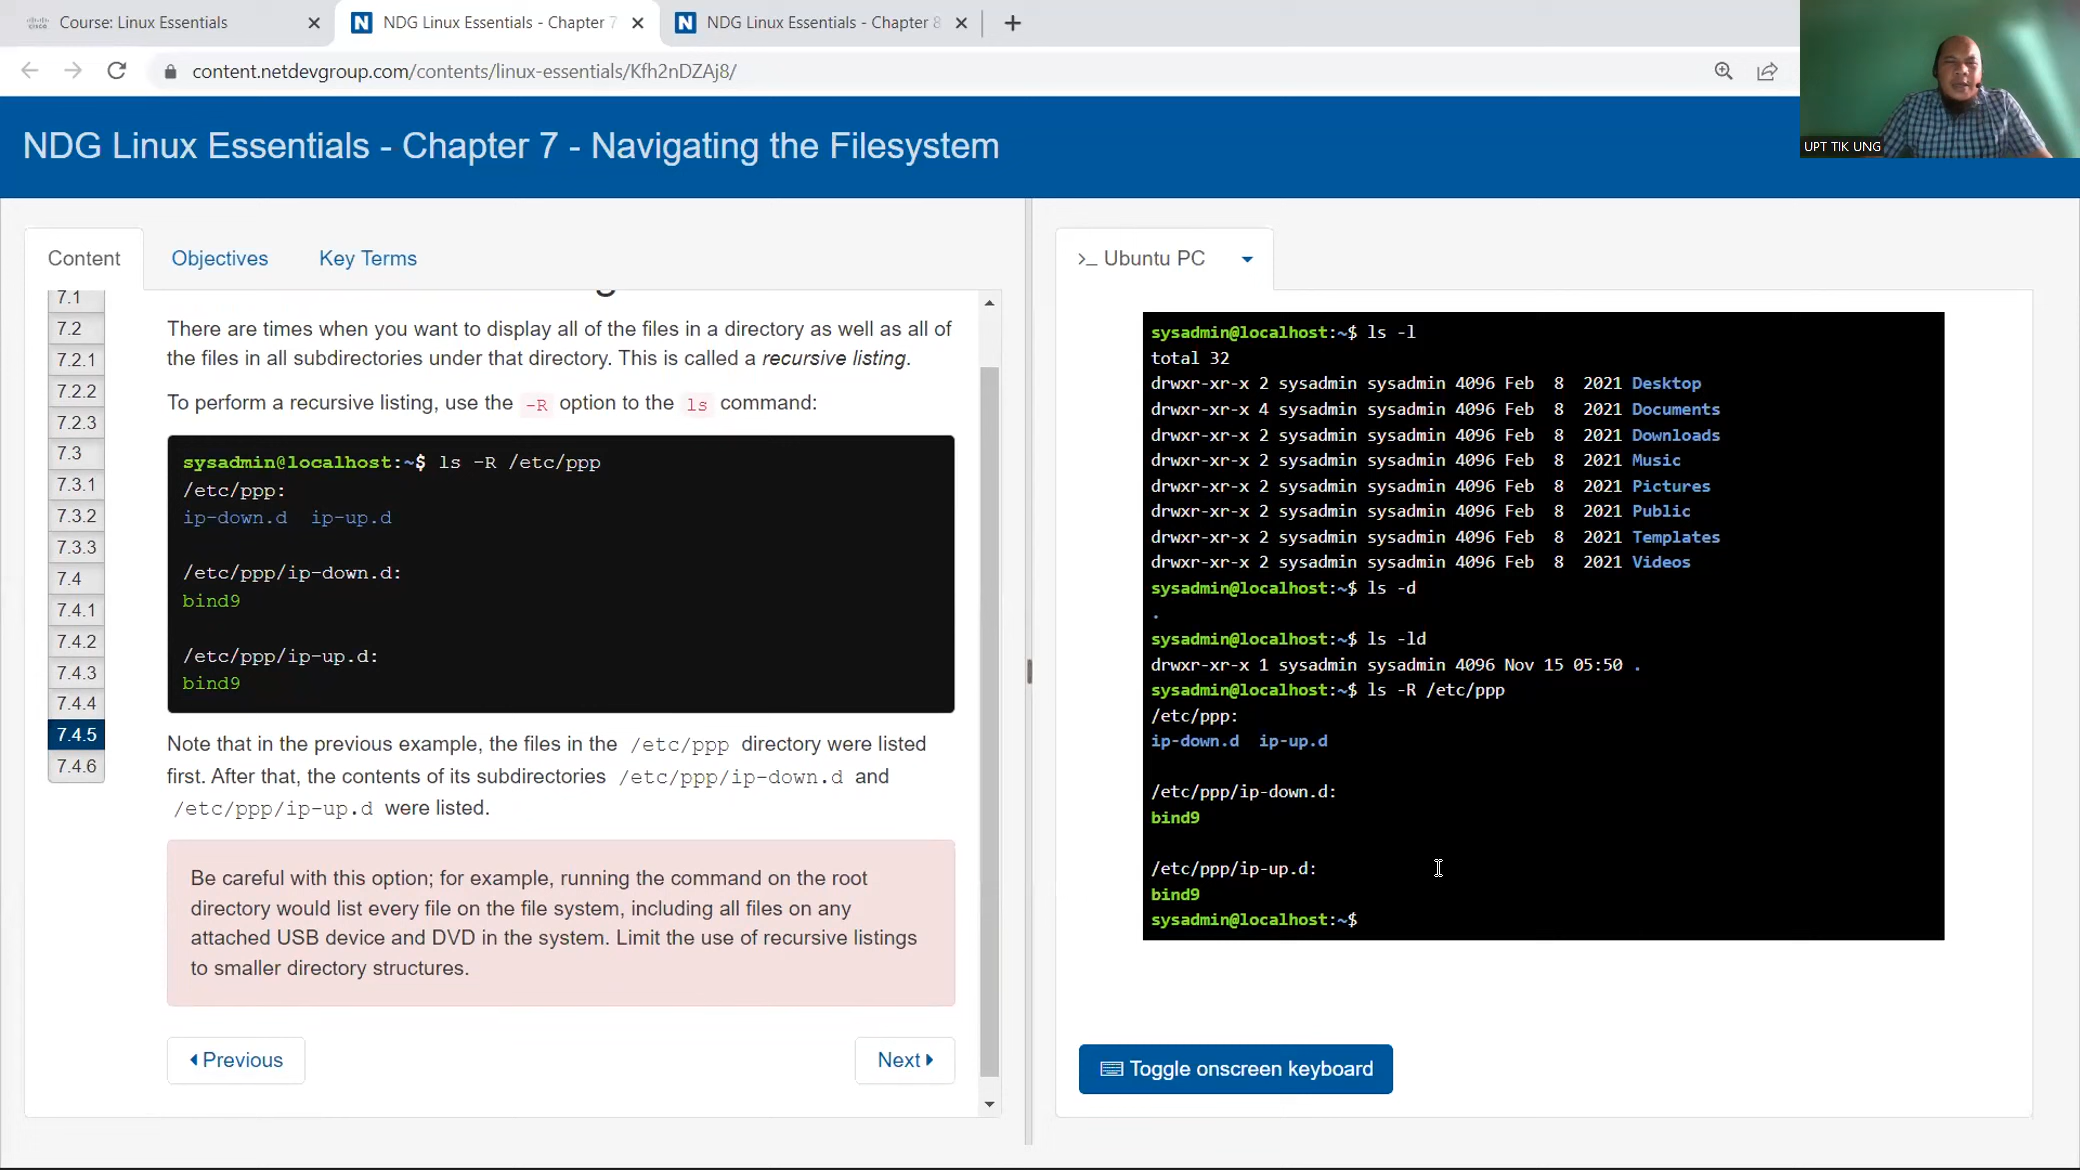 Course: Linux Essentials
NDG Linux Essentials - Chapter 7
NDG Linux Essentials - Chapter 8
content.netdevgroup.com/contents/linux-essentials/Kfh2nDZAj8/
UPT TIK UNG
NDG Linux Essentials - Chapter 7 - Navigating the Filesystem
Content
Objectives
Key Terms
7.1
7.2
7.2.1
7.2.2
7.2.3
7.3
7.3.1
7.3.2
7.3.3
7.4
7.4.1
7.4.2
7.4.3
7.4.4
7.4.5
7.4.6
There are times when you want to display all of the files in a directory as well as all of
the files in all subdirectories under that directory. This is called a recursive listing.
To perform a recursive listing, use the -R option to the ls command:
sysadmin@localhost:~$ ls -R /etc/ppp
/etc/ppp:
ip-down.d  ip-up.d
/etc/ppp/ip-down.d:
bind9
/etc/ppp/ip-up.d:
bind9
Note that in the previous example, the files in the /etc/ppp directory were listed
first. After that, the contents of its subdirectories /etc/ppp/ip-down.d and
/etc/ppp/ip-up.d were listed.
Be careful with this option; for example, running the command on the root
directory would list every file on the file system, including all files on any
attached USB device and DVD in the system. Limit the use of recursive listings
to smaller directory structures.
Previous
Next
>_ Ubuntu PC
sysadmin@localhost:~$ ls -l
total 32
drwxr-xr-x 2 sysadmin sysadmin 4096 Feb  8  2021 Desktop
drwxr-xr-x 4 sysadmin sysadmin 4096 Feb  8  2021 Documents
drwxr-xr-x 2 sysadmin sysadmin 4096 Feb  8  2021 Downloads
drwxr-xr-x 2 sysadmin sysadmin 4096 Feb  8  2021 Music
drwxr-xr-x 2 sysadmin sysadmin 4096 Feb  8  2021 Pictures
drwxr-xr-x 2 sysadmin sysadmin 4096 Feb  8  2021 Public
drwxr-xr-x 2 sysadmin sysadmin 4096 Feb  8  2021 Templates
drwxr-xr-x 2 sysadmin sysadmin 4096 Feb  8  2021 Videos
sysadmin@localhost:~$ ls -d
.
sysadmin@localhost:~$ ls -ld
drwxr-xr-x 1 sysadmin sysadmin 4096 Nov 15 05:50 .
sysadmin@localhost:~$ ls -R /etc/ppp
/etc/ppp:
ip-down.d  ip-up.d
/etc/ppp/ip-down.d:
bind9
/etc/ppp/ip-up.d:
bind9
sysadmin@localhost:~$
Toggle onscreen keyboard